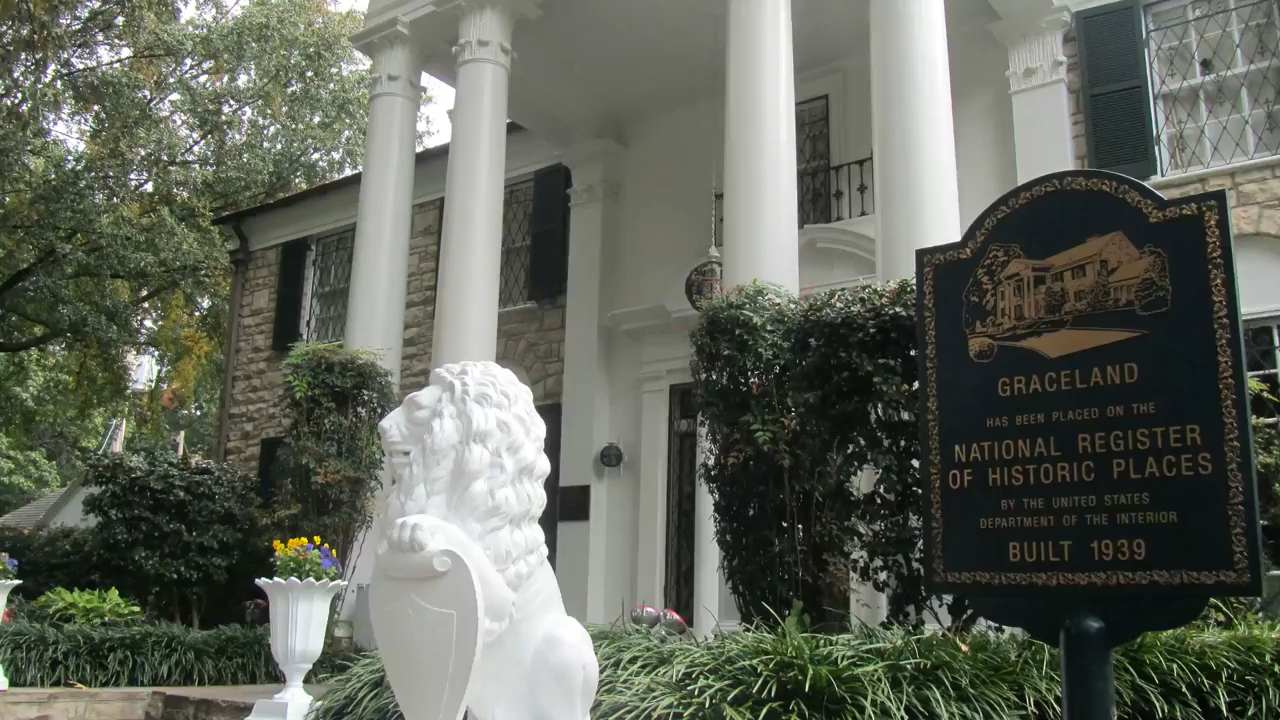 GRACELAND
HAS BEEN PLACED ON THE
NATIONAL REGISTER
OF HISTORIC PLACES
BY THE UNITED STATES
DEPARTMENT OF THE INTERIOR
BUILT 1939